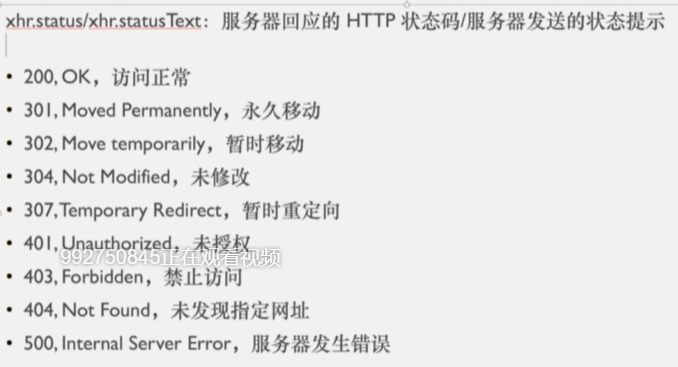 xhr.status/xhr.statusText：服务器回应的 HTTP 状态码/服务器发送的状态提示
• 200, OK，访问正常
• 301, Moved Permanently，永久移动
• 302, Move temporarily，暂时移动
• 304, Not Modified，未修改
• 307,Temporary Redirect，暂时重定向
• 401, Unauthorized，未授权
992750845正在观看视频
• 403, Forbidden，禁止访问
• 404, Not Found，未发现指定网址
• 500, Internal Server Error，服务器发生错误